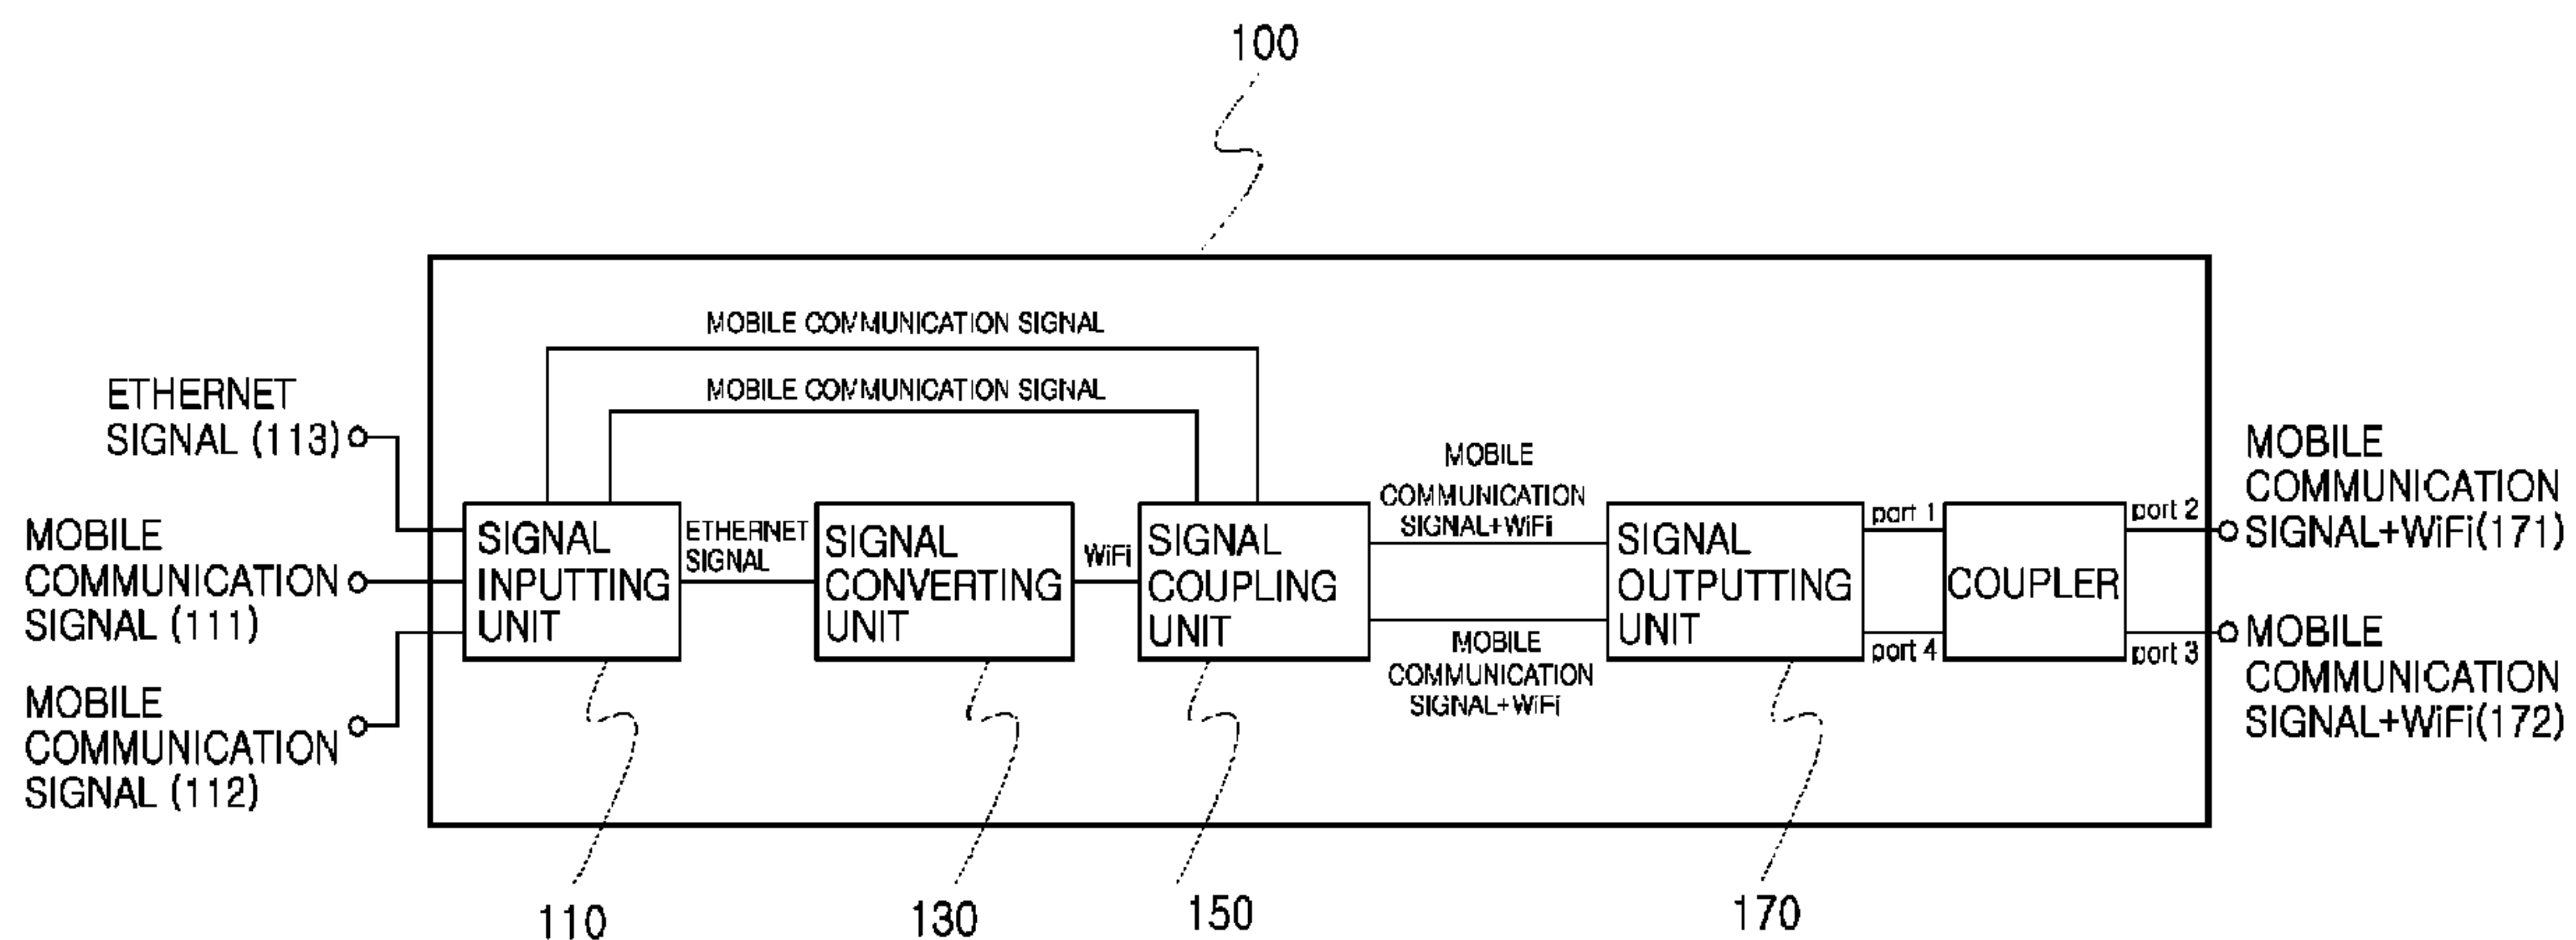 100
MOBILE COMMUNICATION SIGNAL
MOBILE COMMUNICATION SIGNAL
ETHERNET
SIGNAL (113)
MOBILE
COMMUNICATION
SIGNAL (111)
MOBILE
COMMUNICATION
SIGNAL (112)
SIGNAL
INPUTTING
UNIT
ETHERNET
SIGNAL
SIGNAL
CONVERTING
UNIT
WiFi
SIGNAL
COUPLING
UNIT
MOBILE
COMMUNICATION
SIGNAL+WiFi
MOBILE
COMMUNICATION
SIGNAL+WiFi
SIGNAL
OUTPUTTING
UNIT
port 1
port 4
COUPLER
port 2
port 3
MOBILE
COMMUNICATION
SIGNAL+WiFi(171)
MOBILE
COMMUNICATION
SIGNAL+WiFi(172)
110
130
150
170